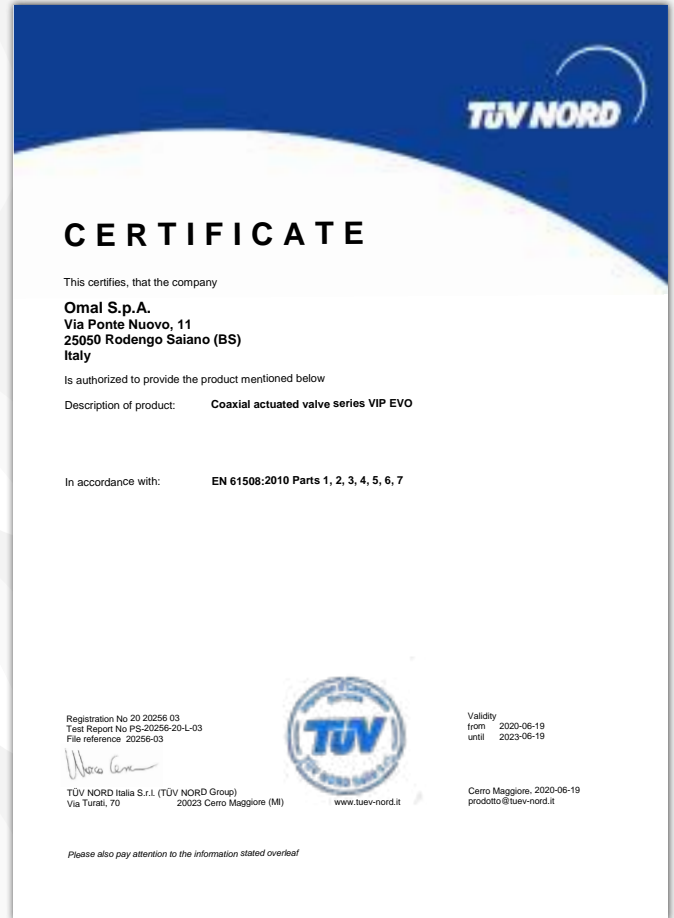 TÜV NORD
CERTIFICATE
This certifies, that the company
Omal S.p.A.
Via Ponte Nuovo, 11
25050 Rodengo Saiano (BS)
Italy
Is authorized to provide the product mentioned below
Description of product: Coaxial actuated valve series VIP EVO
In accordance with: EN 61508:2010 Parts 1, 2, 3, 4, 5, 6, 7
Registration No 20 20256 03
Test Report No PS-20256-20-L-03
File reference 20256-03
TÜV
TÜV NORD Italia S.r.l.
Validity
from 2020-06-19
until 2023-06-19
TÜV NORD Italia S.r.l. (TÜV NORD Group)
Via Turati, 70 20023 Cerro Maggiore (MI) www.tuev-nord.it
Cerro Maggiore, 2020-06-19
prodotto@tuev-nord.it
Please also pay attention to the information stated overleaf